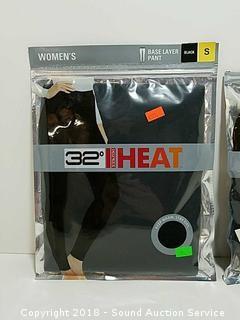 WOMEN'S
BASE LAYER
PANT
BLACK
S
32°
HEAT
Copyright 2018 - Sound Auction Service